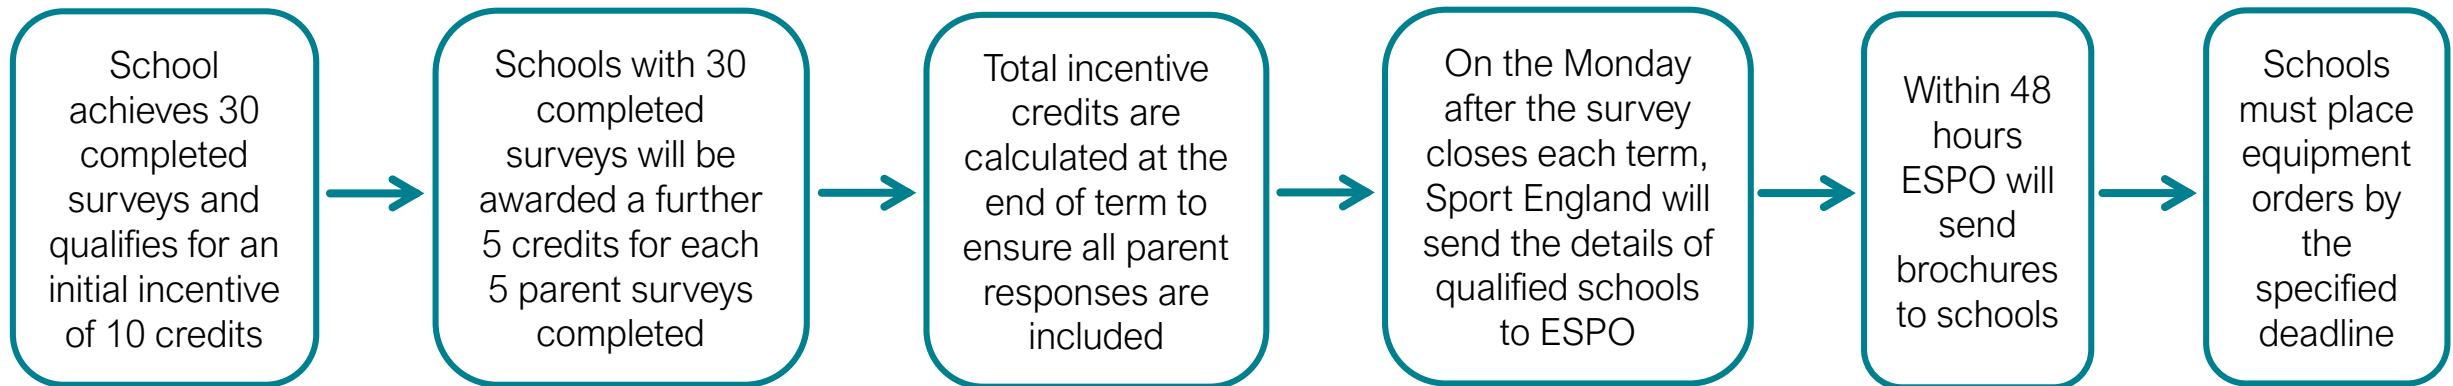 School
achieves 30
completed
surveys and
qualifies for an
initial incentive
of 10 credits
Schools with 30
completed
surveys will be
awarded a further
5 credits for each
5 parent surveys
completed
Total incentive
credits are
calculated at the
end of term to
ensure all parent
responses are
included
On the Monday
after the survey
closes each term,
Sport England will
send the details of
qualified schools
to ESPO
Within 48
hours
ESPO will
send
brochures
to schools
Schools
must place
equipment
orders by
the
specified
deadline